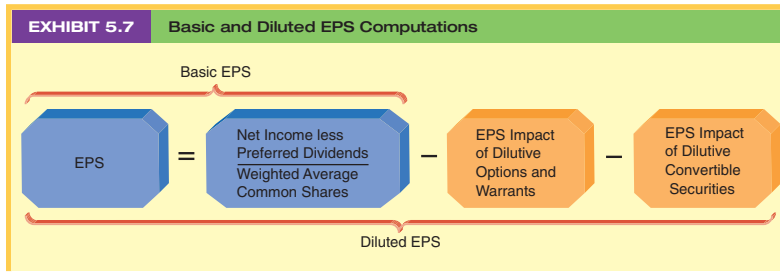 EXHIBIT 5.7 Basic and Diluted EPS Computations
Basic EPS
EPS
=
Net Income less
Preferred Dividends
Weighted Average
Common Shares
−
EPS Impact
of Dilutive
Options and
Warrants
−
EPS Impact
of Dilutive
Convertible
Securities
Diluted EPS